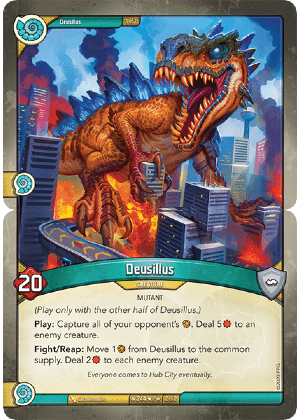 Deusillus
Deusillus
20
MUTANT
(Play only with the other half of Deusillus.)
Play: Capture all of your opponent's . Deal 5 to an
enemy creature.
Fight/Reap: Move 1 from Deusillus to the common
supply. Deal 2 to each enemy creature.
Everyone comes to Hub City eventually.